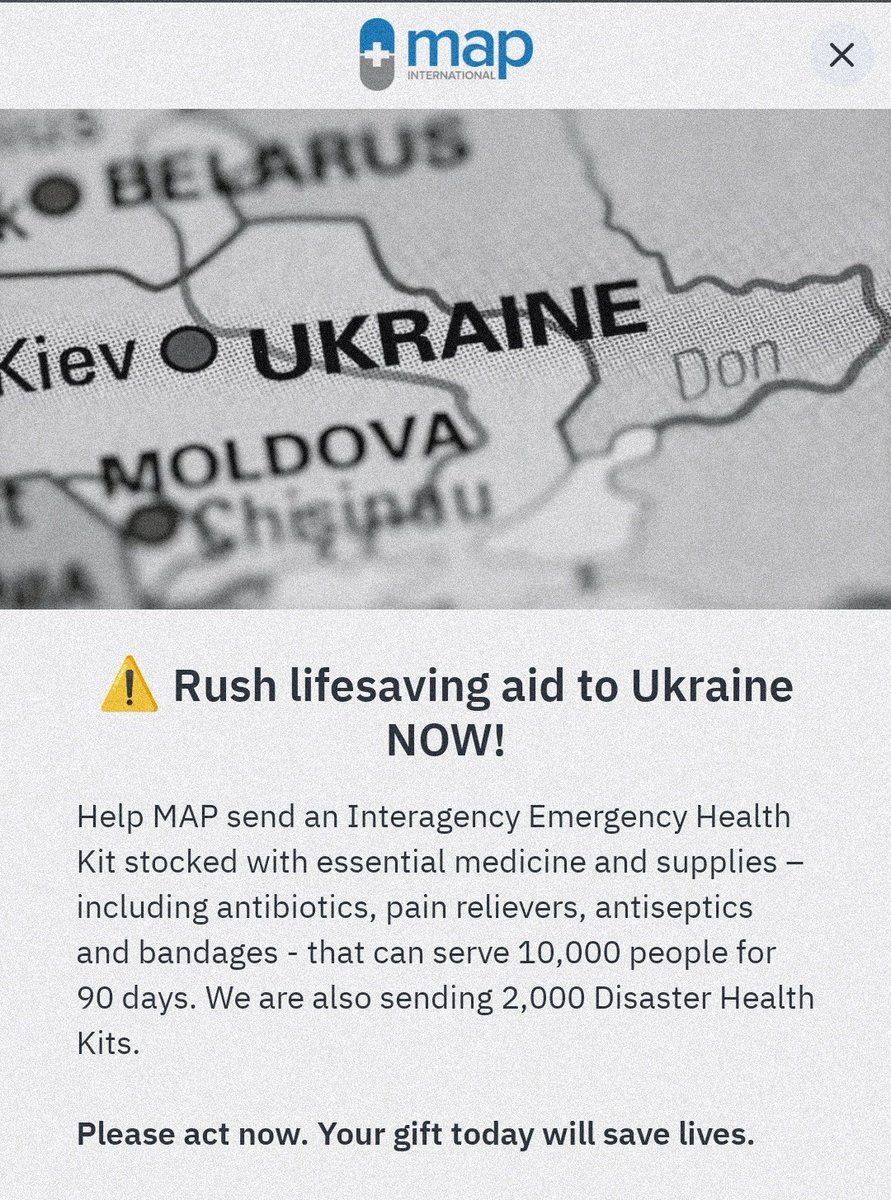 map
INTERNATIONAL
BELARUS
Kiev UKRAINE
Don
MOLDOVA
Chişinău
⚠️ Rush lifesaving aid to Ukraine
NOW!
Help MAP send an Interagency Emergency Health
Kit stocked with essential medicine and supplies –
including antibiotics, pain relievers, antiseptics
and bandages - that can serve 10,000 people for
90 days. We are also sending 2,000 Disaster Health
Kits.
Please act now. Your gift today will save lives.